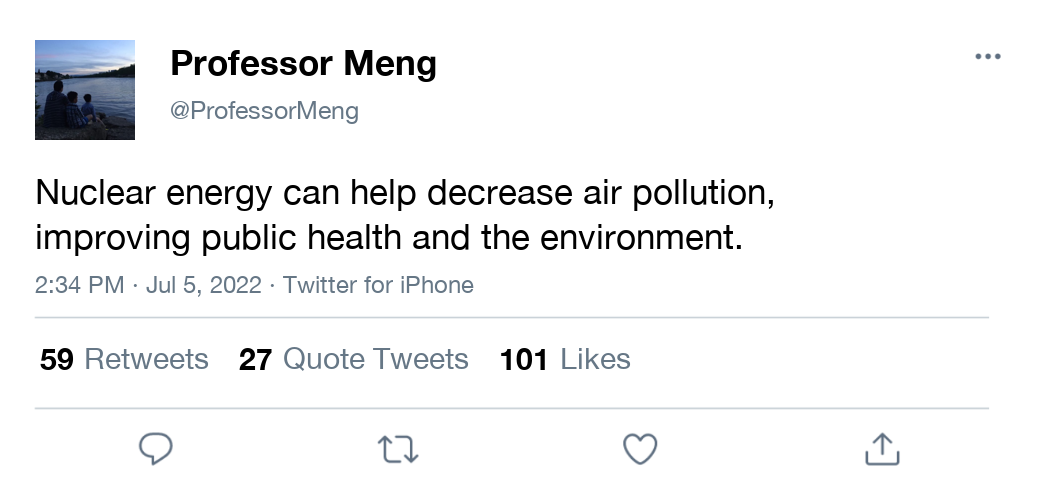 Professor Meng
@ProfessorMeng
Nuclear energy can help decrease air pollution,
improving public health and the environment.
2:34 PM · Jul 5, 2022 · Twitter for iPhone
59 Retweets 27 Quote Tweets 101 Likes